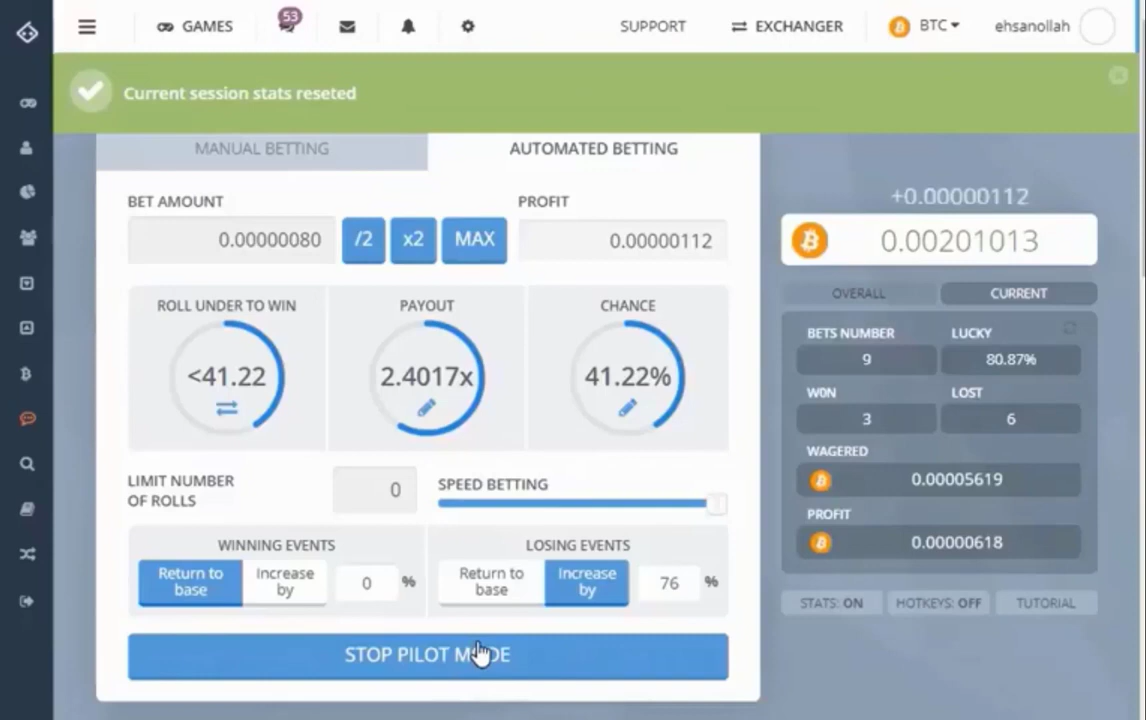 GAMES
53
SUPPORT
EXCHANGER
BTC
ehsanollah
Current session stats reseted
MANUAL BETTING
AUTOMATED BETTING
BET AMOUNT
PROFIT
0.00000080
/2
x2
MAX
0.00000112
ROLL UNDER TO WIN
PAYOUT
CHANCE
<41.22
2.4017x
41.22%
LIMIT NUMBER
OF ROLLS
0
SPEED BETTING
WINNING EVENTS
LOSING EVENTS
Return to
base
Increase
by
0
%
Return to
base
Increase
by
76
%
STOP PILOT MODE
+0.00000112
0.00201013
OVERALL
CURRENT
BETS NUMBER
LUCKY
9
80.87%
WON
LOST
3
6
WAGERED
0.00005619
PROFIT
0.00000618
STATS: ON
HOTKEYS: OFF
TUTORIAL